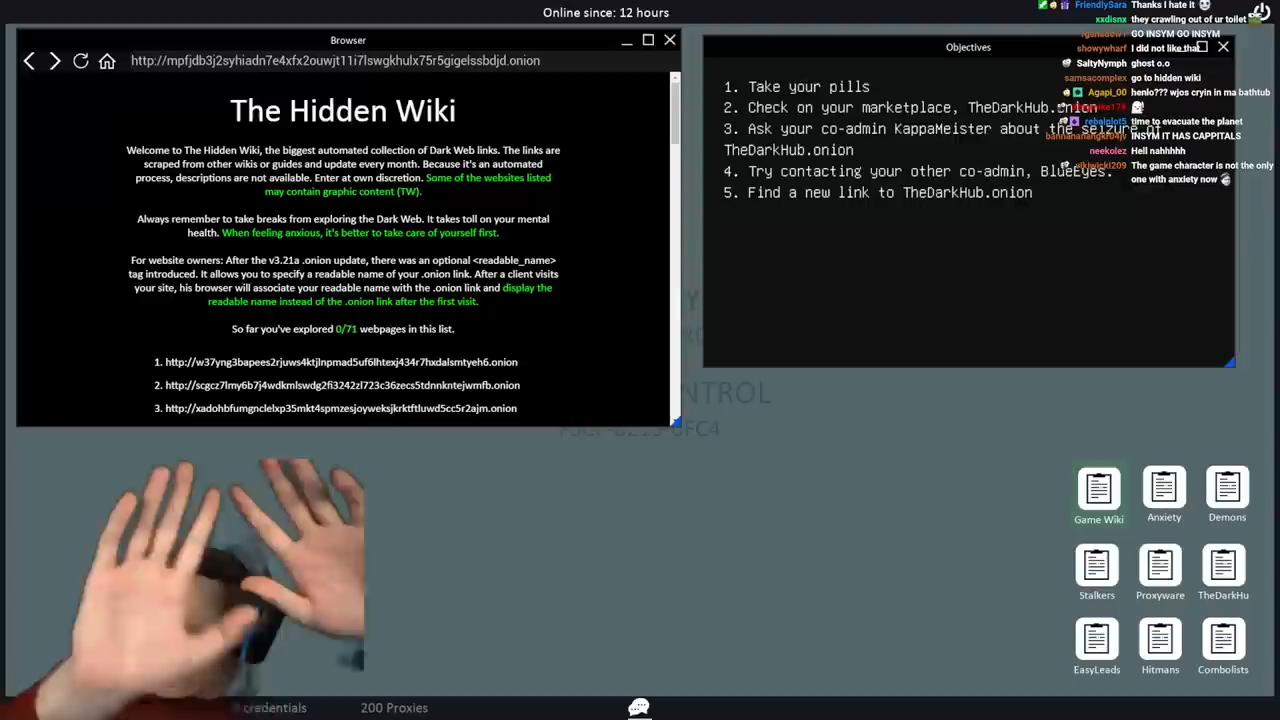 Online since: 12 hours
Browser
http://mpfjdb3j2syhiadn7e4xfx2ouwjt11i7lswgkhulx75r5gigelssbdjd.onion
The Hidden Wiki
Welcome to The Hidden Wiki, the biggest automated collection of Dark Web links. The links are
scraped from other wikis or guides and update every month. Because it's an automated
process, descriptions are not available. Enter at own discretion. Some of the websites listed
may contain graphic content (TW).
Always remember to take breaks from exploring the Dark Web. It takes toll on your mental
health. When feeling anxious, it's better to take care of yourself first.
For website owners: After the v3.21a .onion update, there was an optional <readable_name>
tag introduced. It allows you to specify a readable name of your .onion link. After a client visits
your site, his browser will associate your readable name with the .onion link and display the
readable name instead of the .onion link after the first visit.
So far you've explored 0/71 webpages in this list.
1. http://w37yng3bapees2rjuws4ktjlnpmad5uf6lhtexj434r7hxdalsmtyeh6.onion
2. http://scgcz7lmy6b7j4wdkmlswdg2fi3242zl723c36zecs5tdnnkntejwmfb.onion
3. http://xadohbfumgnclelxp35mkt4spmzesjoyweksjkrktftluwd5cc5r2ajm.onion
Objectives
1. Take your pills
2. Check on your marketplace, TheDarkHub.onion
3. Ask your co-admin KappaMeister about the seizure of
TheDarkHub.onion
4. Try contacting your other co-admin, BlueEyes.
5. Find a new link to TheDarkHub.onion
FriendlySara Thanks I hate it
xxdisnx they crawling out of ur toilet
GO INSYM GO INSYM
showywharf I did not like that
SaltyNymph ghost o.o
samsacomplex go to hidden wiki
Agapi_00 henlo??? wjos cryin in ma bathtub
rebelplot5 time to evacuate the planet
INSYM IT HAS CAPPITALS
neekolez Hell nahhhhh
vikiwicki209 The game character is not the only
one with anxiety now
NTROL
Game Wiki
Anxiety
Demons
Stalkers
Proxyware
TheDarkHu
EasyLeads
Hitmans
Combolists
credentials
200 Proxies